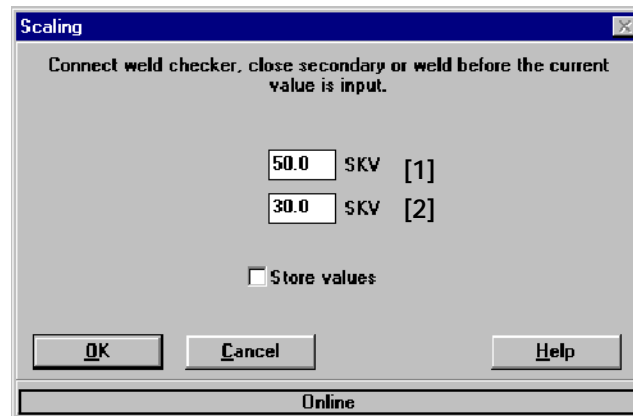 Scaling
Connect weld checker, close secondary or weld before the current
value is input.
50.0 SKV [1]
30.0 SKV [2]
Store values
OK Cancel Help
Online